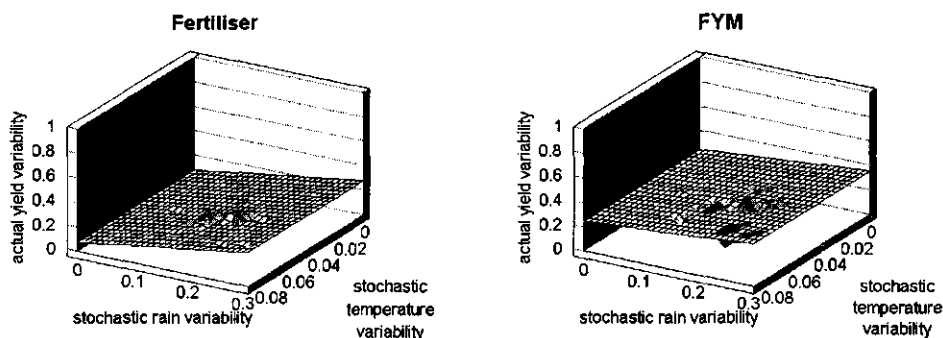 Fertiliser
actual yield variability
1
0.8
0.6
0.4
0.2
0
0
0.1
0.2
0.3
stochastic rain variability
0.08
0.06
0.04
0.02
0
stochastic
temperature
variability
FYM
actual yield variability
1
0.8
0.6
0.4
0.2
0
0
0.1
0.2
0.3
stochastic rain variability
0.08
0.06
0.04
0.02
0
stochastic
temperature
variability